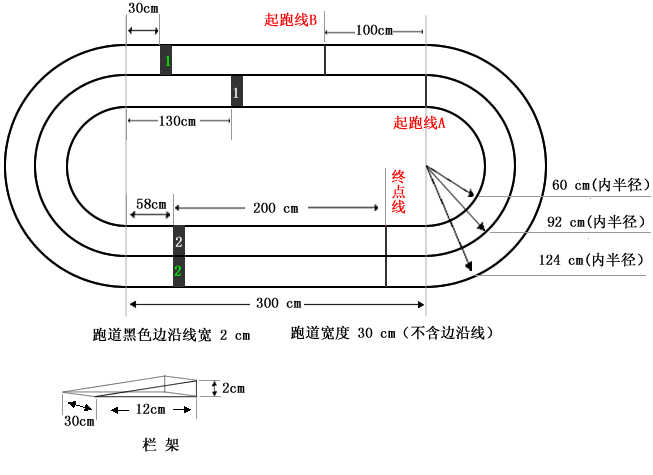 30cm
起跑线B
100cm
1
1
起跑线A
130cm
终点线
60 cm(内半径)
58cm
200 cm
92 cm(内半径)
2
2
124 cm(内半径)
300 cm
跑道黑色边沿线宽 2 cm
跑道宽度 30 cm（不含边沿线）
2cm
12cm
30cm
栏 架